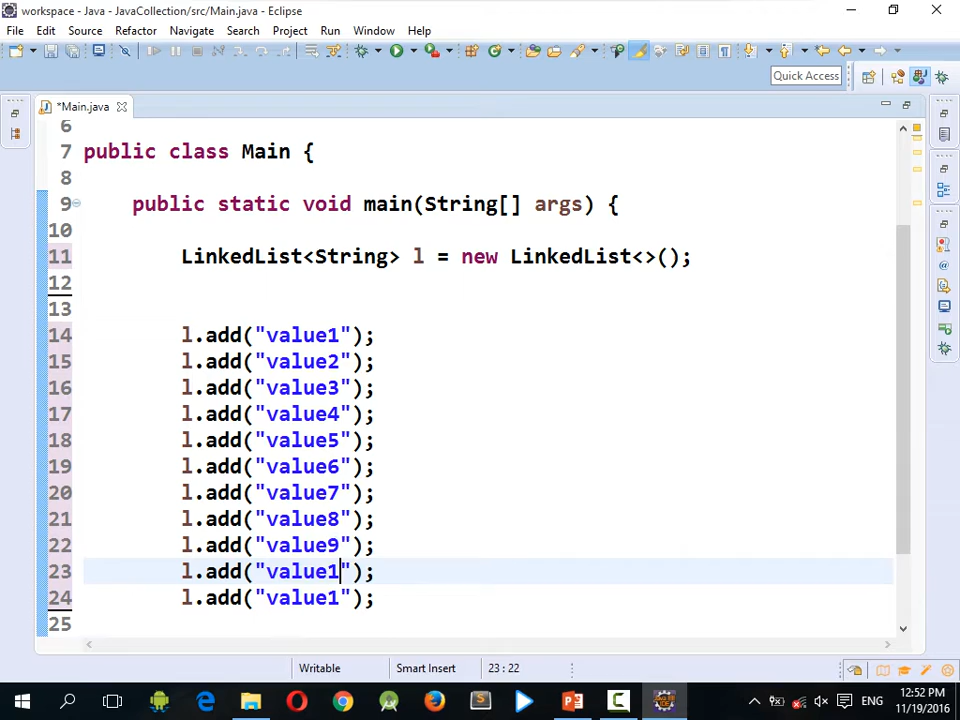 workspace - Java - JavaCollection/src/Main.java - Eclipse
File Edit Source Refactor Navigate Search Project Run Window Help
Quick Access
*Main.java
6
7 public class Main {
8
9 public static void main(String[] args) {
10
11 LinkedList<String> l = new LinkedList<>();
12
13
14 l.add("value1");
15 l.add("value2");
16 l.add("value3");
17 l.add("value4");
18 l.add("value5");
19 l.add("value6");
20 l.add("value7");
21 l.add("value8");
22 l.add("value9");
23 l.add("value1");
24 l.add("value1");
25
Writable Smart Insert 23 : 22
ENG 12:52 PM
11/19/2016